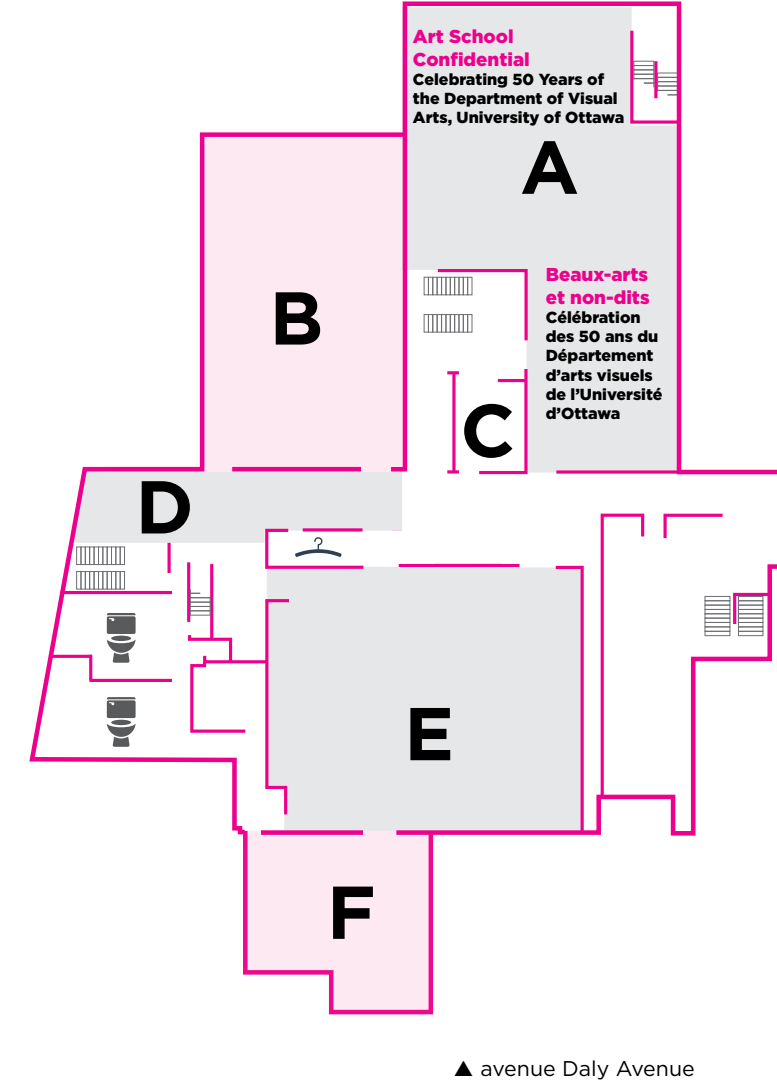 Art School
Confidential
Celebrating 50 Years of
the Department of Visual
Arts, University of Ottawa
A
B
Beaux-arts
et non-dits
Célébration
des 50 ans du
Département
d’arts visuels
de l’Université
d’Ottawa
C
D
E
F
▲ avenue Daly Avenue